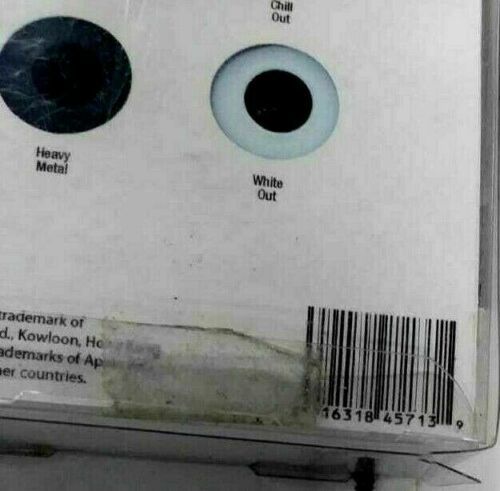 Chill
Out
Heavy
Metal
White
Out
trademark of
d., Kowloon, Ho
ademarks of Ap
er countries.
16318 45713 9